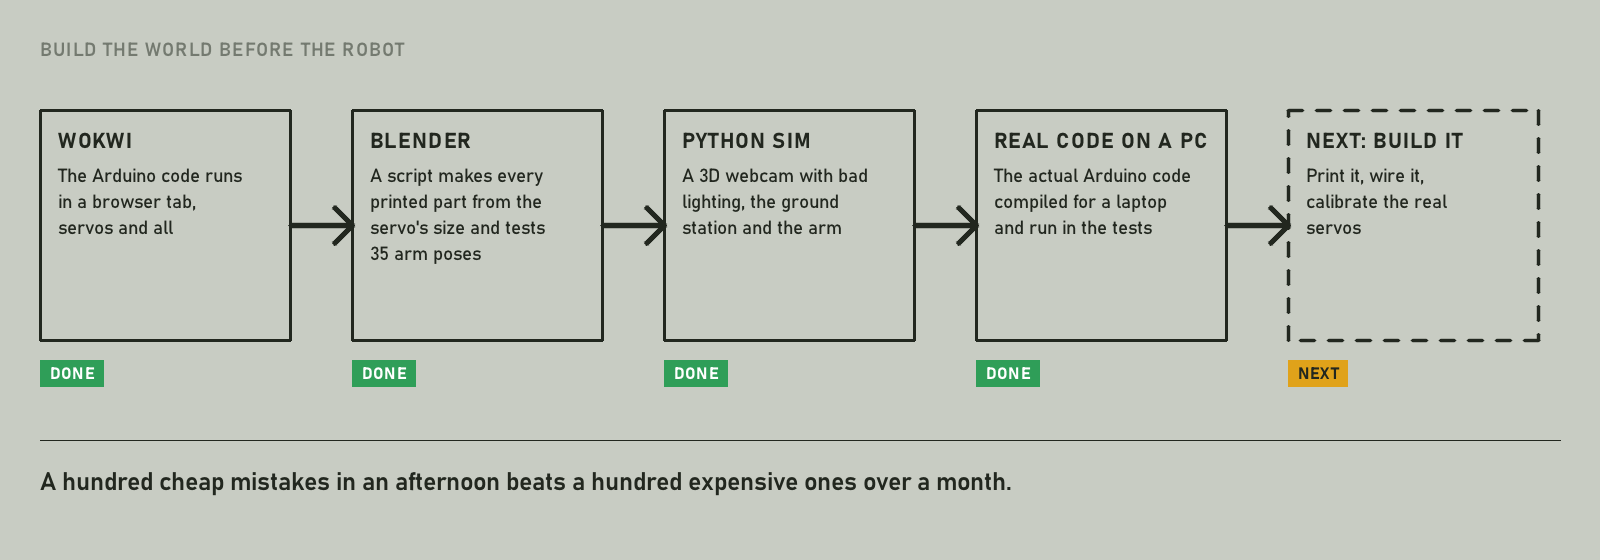 BUILD THE WORLD BEFORE THE ROBOT
WOKWI
The Arduino code runs
in a browser tab,
servos and all
DONE
BLENDER
A script makes every
printed part from the
servo's size and tests
35 arm poses
DONE
PYTHON SIM
A 3D webcam with bad
lighting, the ground
station and the arm
DONE
REAL CODE ON A PC
The actual Arduino code
compiled for a laptop
and run in the tests
DONE
NEXT: BUILD IT
Print it, wire it,
calibrate the real
servos
NEXT
A hundred cheap mistakes in an afternoon beats a hundred expensive ones over a month.